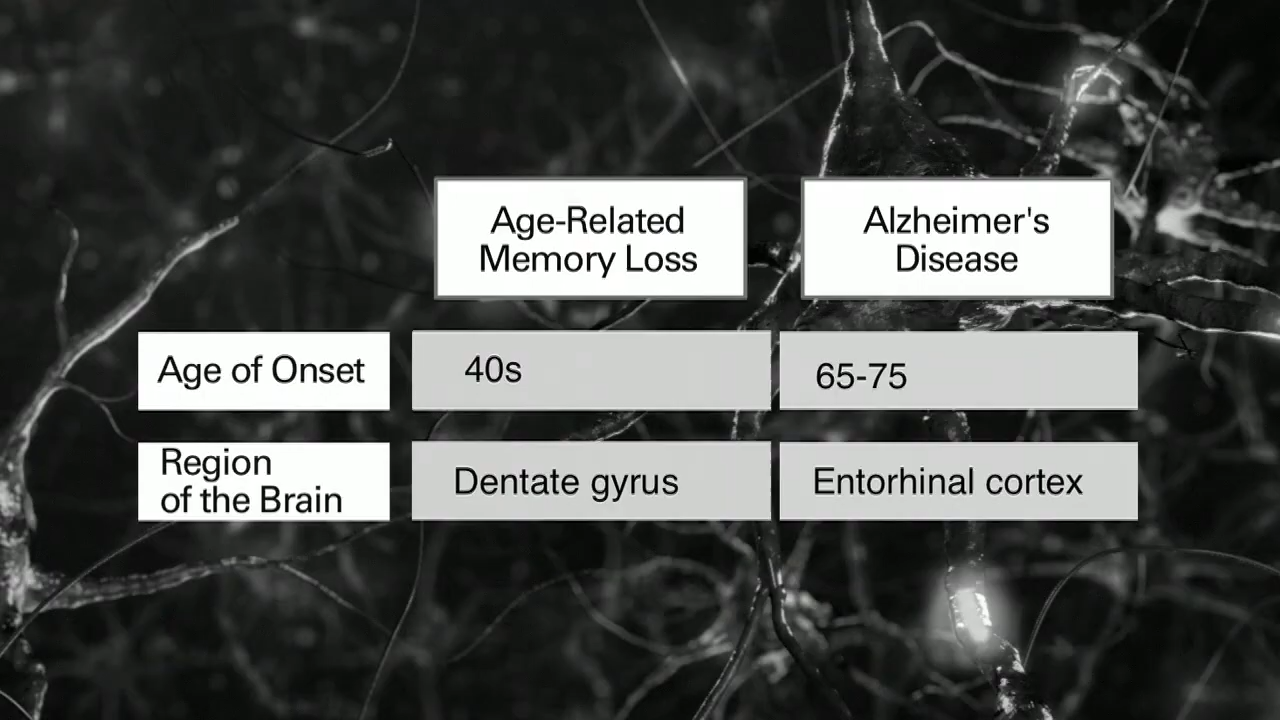 Age-Related
Memory Loss
Alzheimer's
Disease
Age of Onset
40s
65-75
Region
of the Brain
Dentate gyrus
Entorhinal cortex